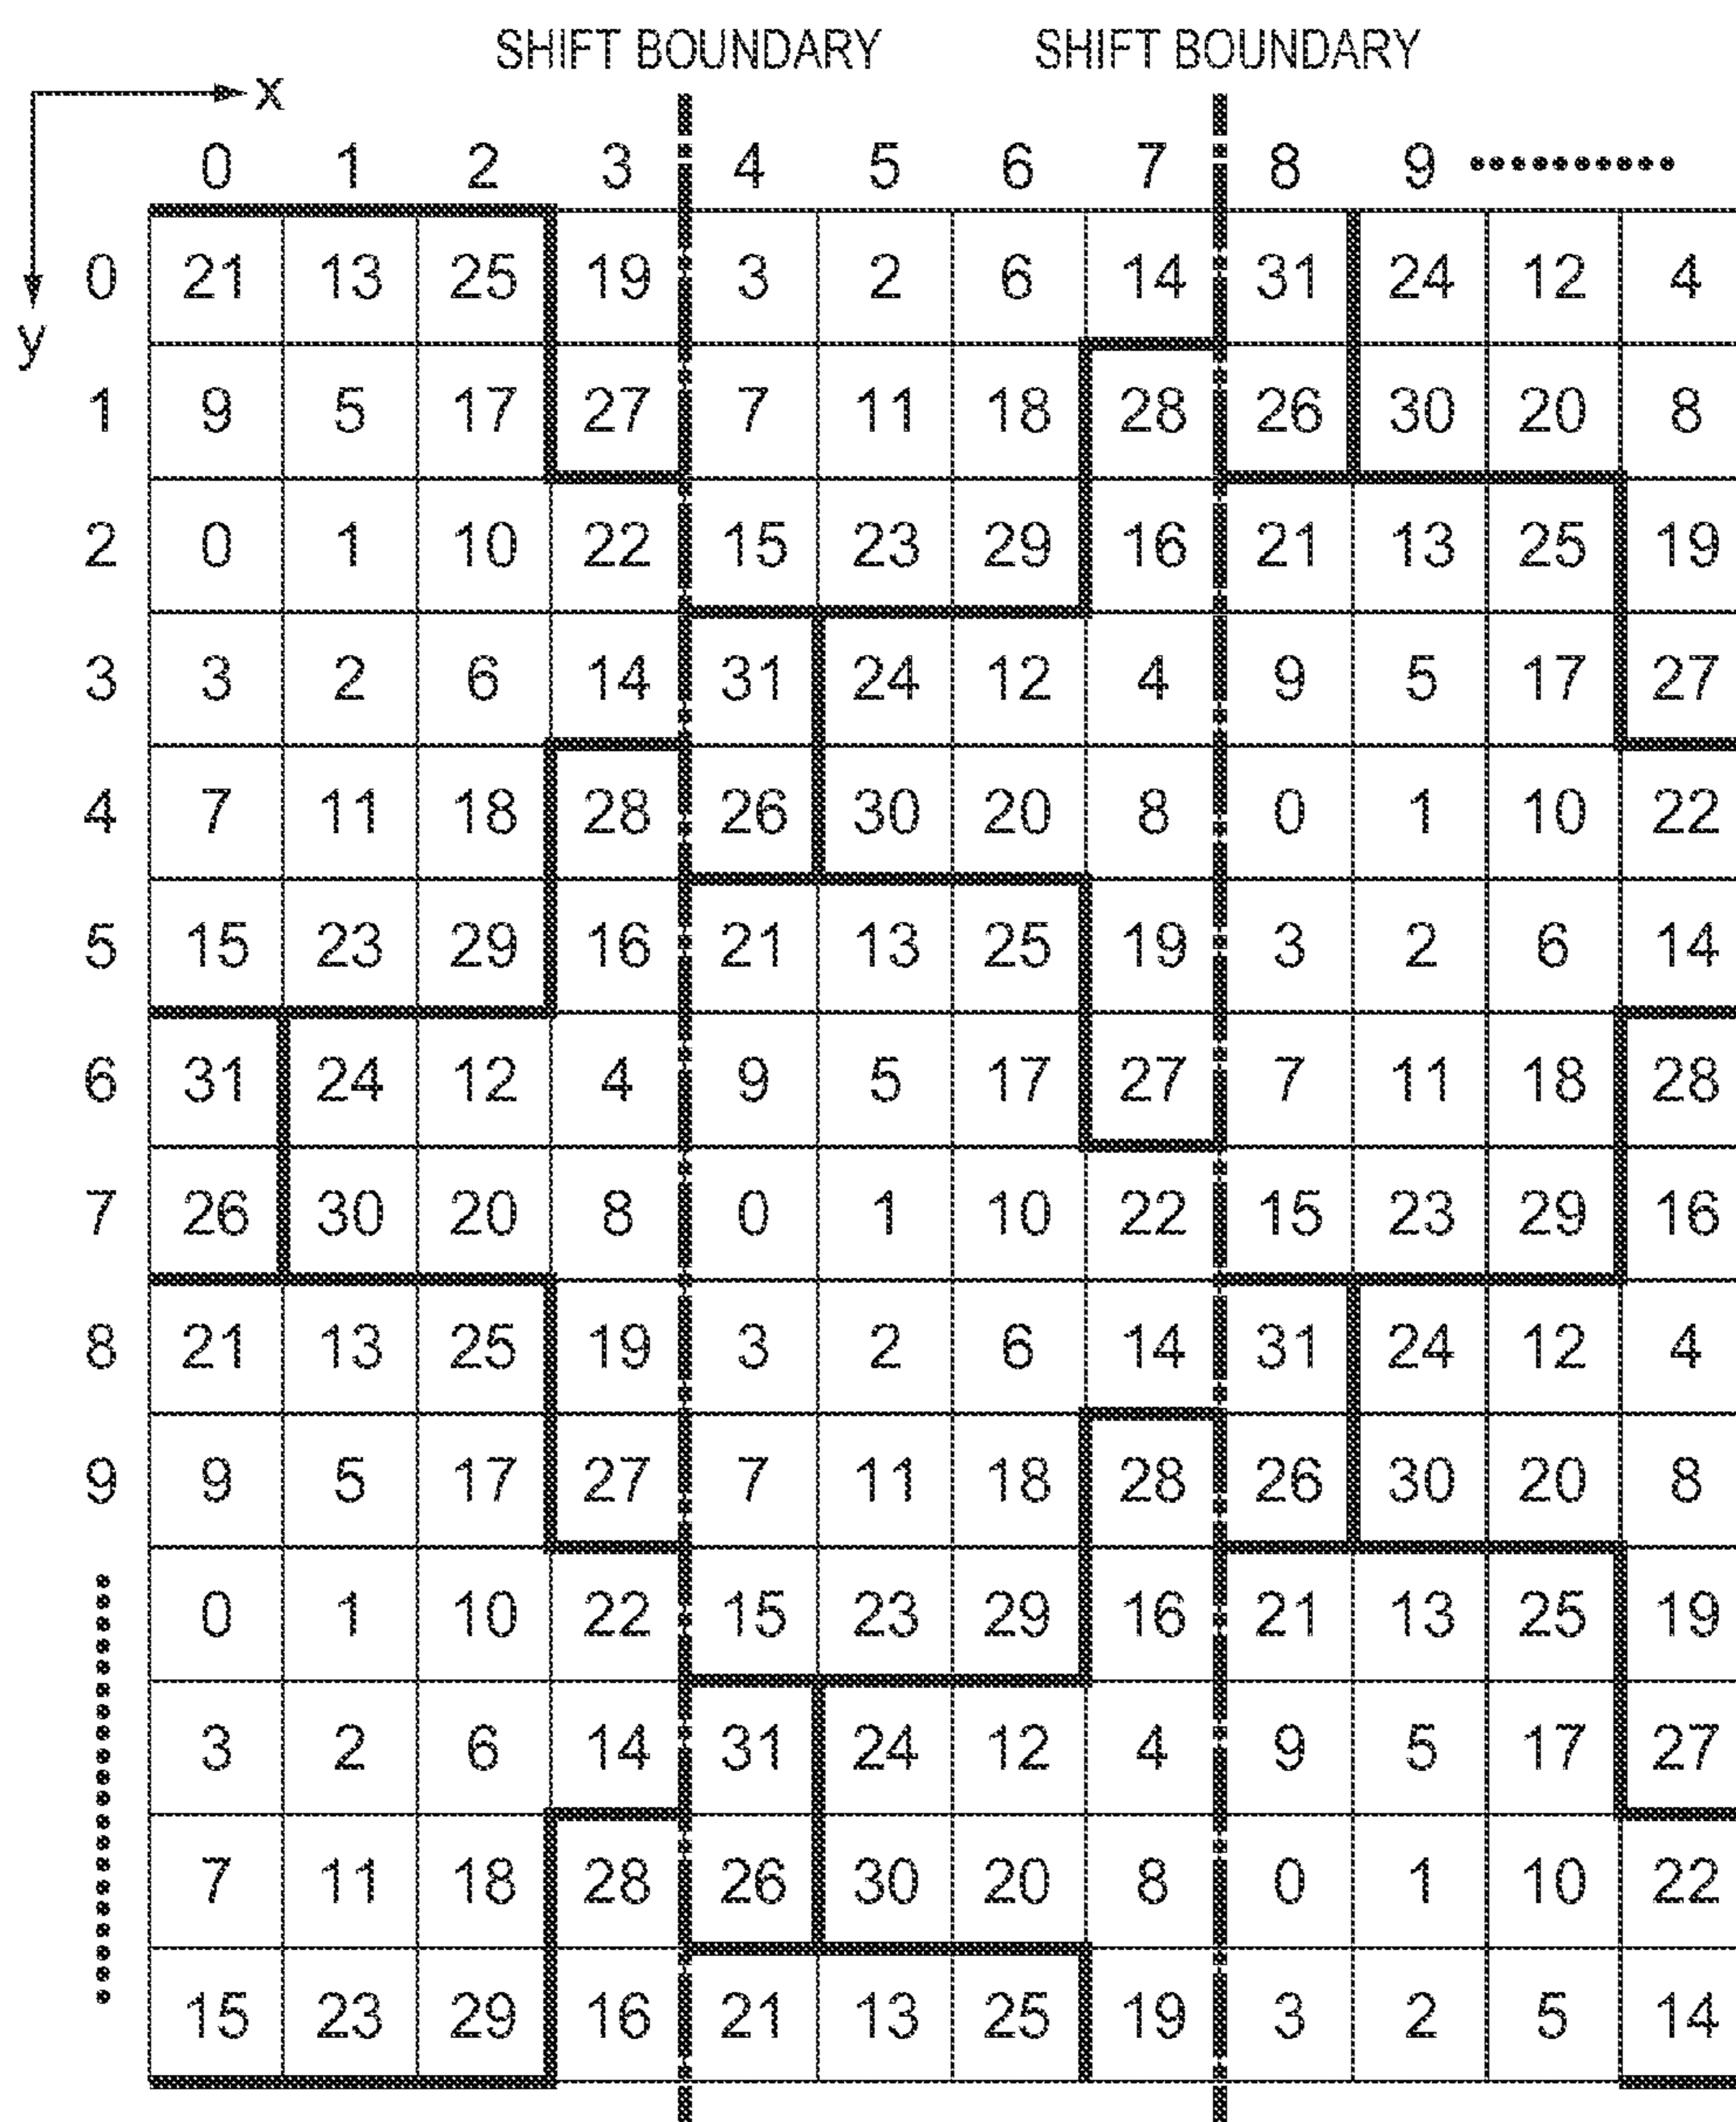 SHIFT BOUNDARY SHIFT BOUNDARY
x
0 1 2 3 4 5 6 7 8 9
0 21 13 25 19 3 2 6 14 31 24 12 4
y
1 9 5 17 27 7 11 18 28 26 30 20 8
2 0 1 10 22 15 23 29 16 21 13 25 19
3 3 2 6 14 31 24 12 4 9 5 17 27
4 7 11 18 28 26 30 20 8 0 1 10 22
5 15 23 29 16 21 13 25 19 3 2 6 14
6 31 24 12 4 9 5 17 27 7 11 18 28
7 26 30 20 8 0 1 10 22 15 23 29 16
8 21 13 25 19 3 2 6 14 31 24 12 4
9 9 5 17 27 7 11 18 28 26 30 20 8
0 1 10 22 15 23 29 16 21 13 25 19
3 2 6 14 31 24 12 4 9 5 17 27
7 11 18 28 26 30 20 8 0 1 10 22
15 23 29 16 21 13 25 19 3 2 5 14